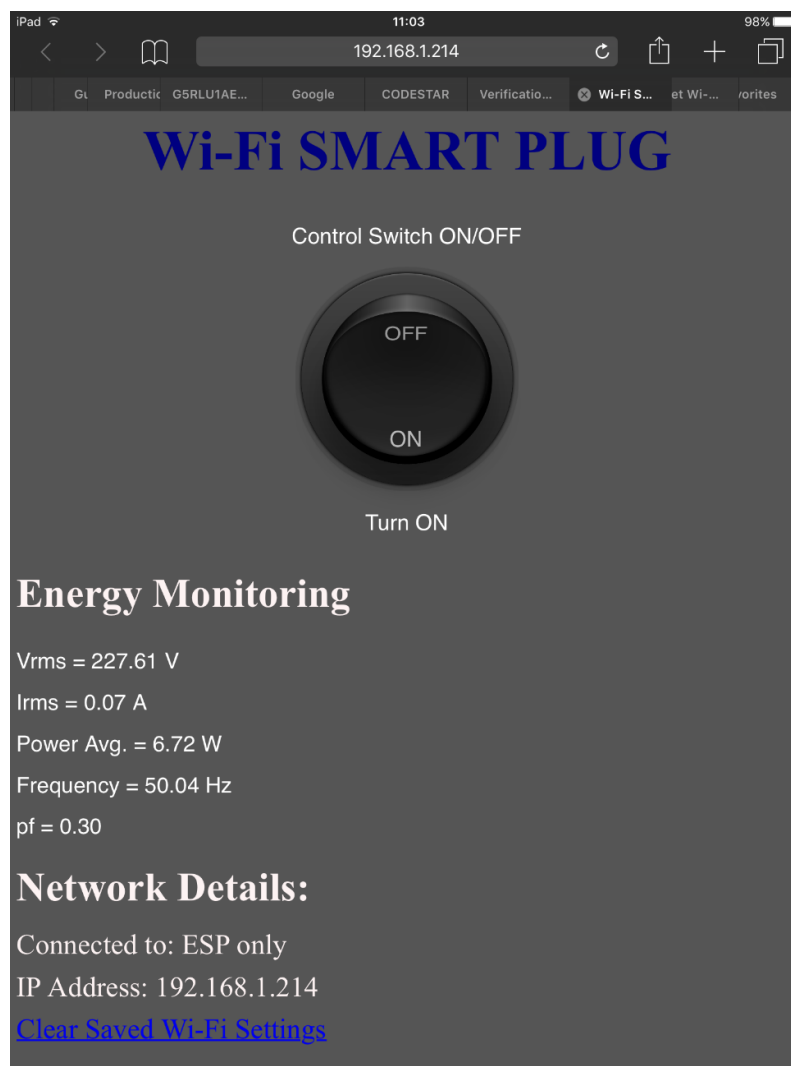 iPad 11:03 98%
192.168.1.214
Gu Productic G5RLU1AE... Google CODESTAR Verificatio... Wi-Fi S... et Wi-... orites
Wi-Fi SMART PLUG
Control Switch ON/OFF
OFF
ON
Turn ON
Energy Monitoring
Vrms = 227.61 V
Irms = 0.07 A
Power Avg. = 6.72 W
Frequency = 50.04 Hz
pf = 0.30
Network Details:
Connected to: ESP only
IP Address: 192.168.1.214
Clear Saved Wi-Fi Settings